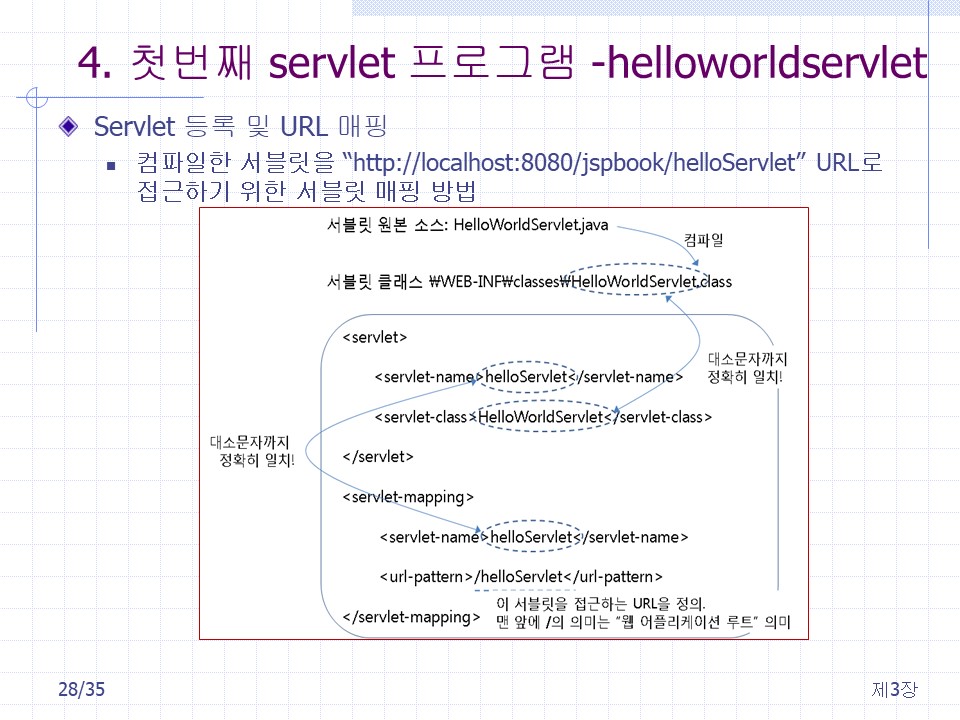 4. 첫번째 servlet 프로그램 -helloworldservlet
Servlet 등록 및 URL 매핑
컴파일한 서블릿을 “http://localhost:8080/jspbook/helloServlet” URL로
접근하기 위한 서블릿 매핑 방법
서블릿 원본 소스: HelloWorldServlet.java
컴파일
서블릿 클래스 ₩WEB-INF₩classes₩HelloWorldServlet.class
<servlet>
대소문자까지
정확히 일치!
<servlet-name>helloServlet</servlet-name>
<servlet-class>HelloWorldServlet</servlet-class>
대소문자까지
정확히 일치!
</servlet>
<servlet-mapping>
<servlet-name>helloServlet</servlet-name>
<url-pattern>/helloServlet</url-pattern>
이 서블릿을 접근하는 URL을 정의.
맨 앞에 /의 의미는 “웹 어플리케이션 루트” 의미
</servlet-mapping>
28/35
제3장